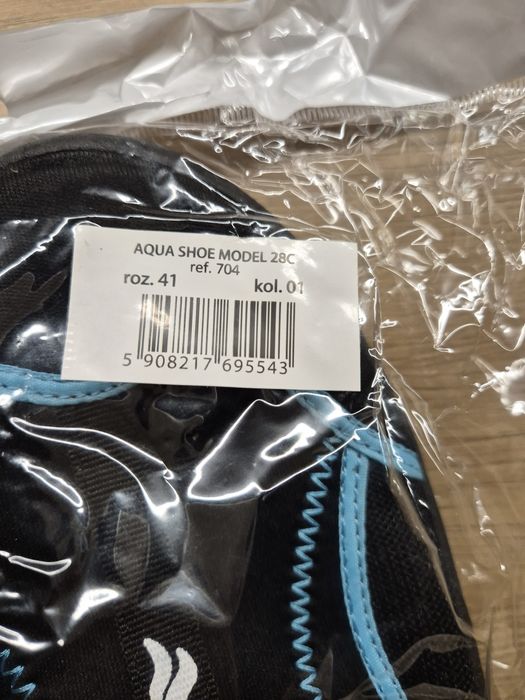 AQUA SHOE MODEL 28C
ref. 704
roz. 41 kol. 01
5 908217 695543